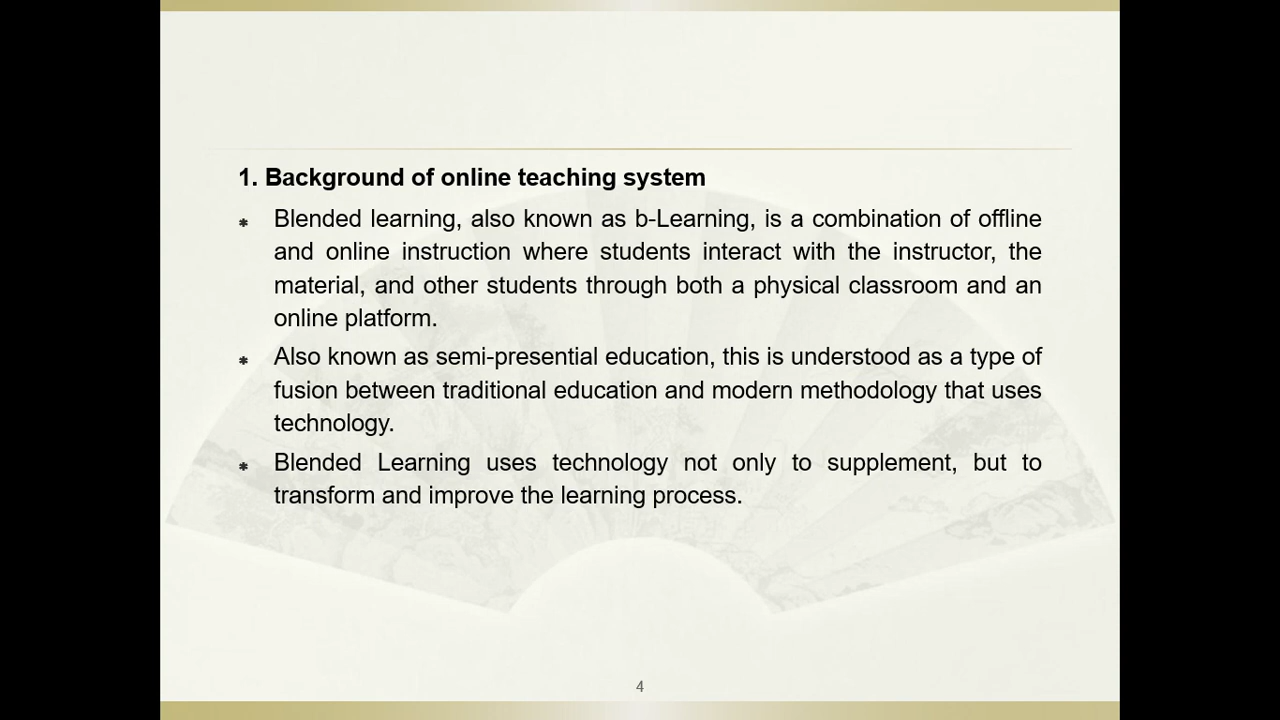 1. Background of online teaching system
* Blended learning, also known as b-Learning, is a combination of offline
and online instruction where students interact with the instructor, the
material, and other students through both a physical classroom and an
online platform.
* Also known as semi-presential education, this is understood as a type of
fusion between traditional education and modern methodology that uses
technology.
* Blended Learning uses technology not only to supplement, but to
transform and improve the learning process.
4